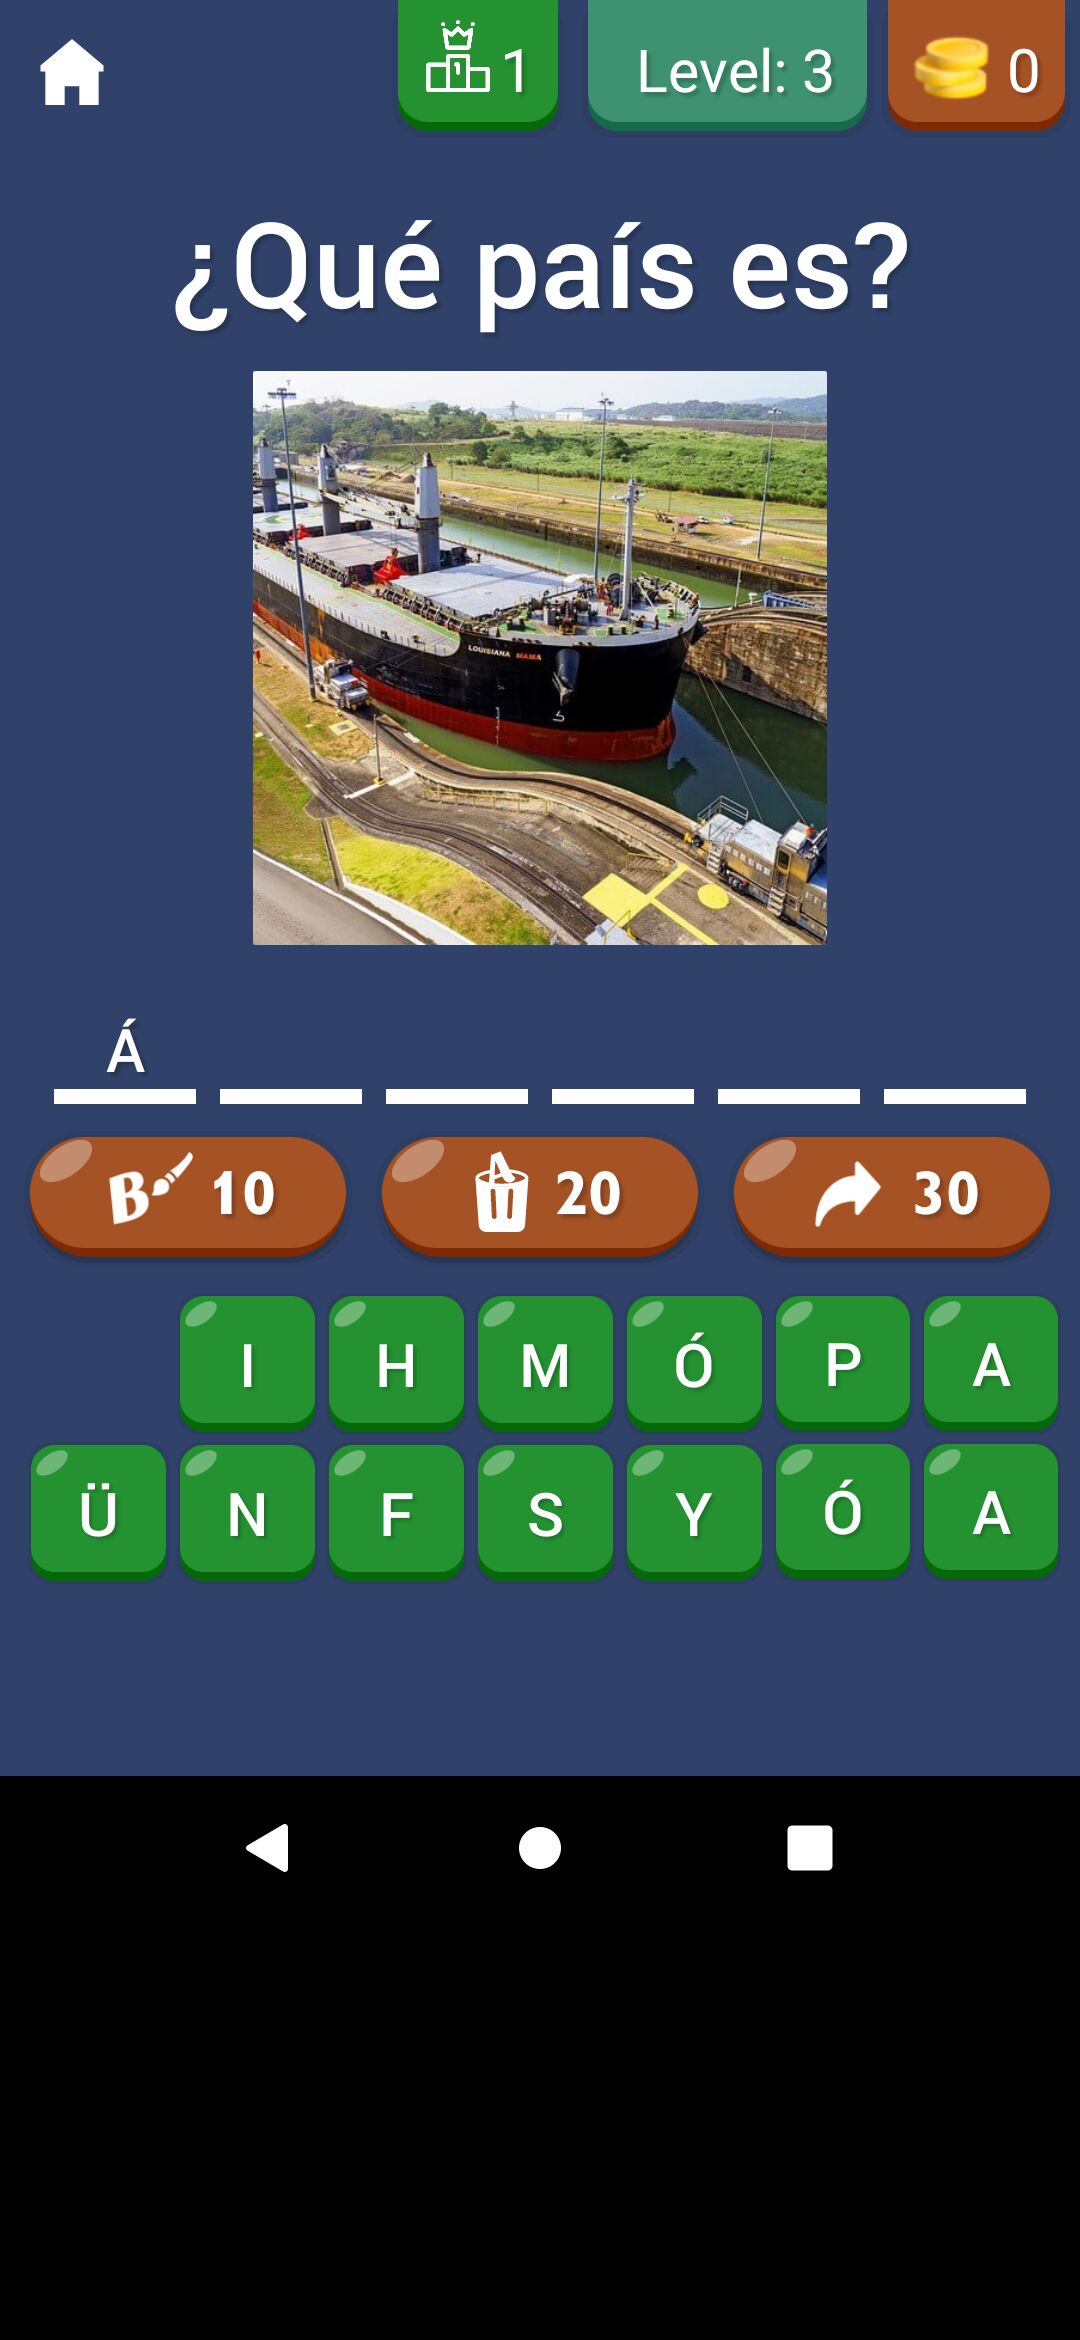 1 Level: 3 0
¿Qué país es?
LOUISIANA MAMA
Á
B 10 20 30
I H M Ó P A
Ü N F S Y Ó A